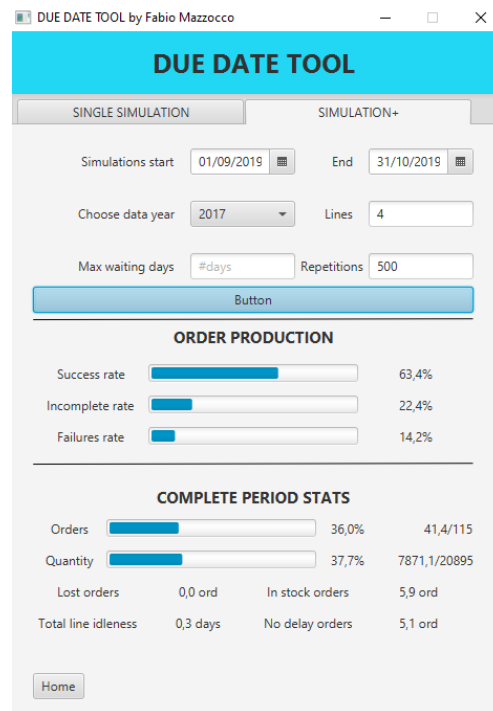 DUE DATE TOOL by Fabio Mazzocco
DUE DATE TOOL
SINGLE SIMULATION SIMULATION+
Simulations start 01/09/2019 End 31/10/2019
Choose data year 2017 Lines 4
Max waiting days #days Repetitions 500
Button
ORDER PRODUCTION
Success rate 63,4%
Incomplete rate 22,4%
Failures rate 14,2%
COMPLETE PERIOD STATS
Orders 36,0% 41,4/115
Quantity 37,7% 7871,1/20895
Lost orders 0,0 ord In stock orders 5,9 ord
Total line idleness 0,3 days No delay orders 5,1 ord
Home